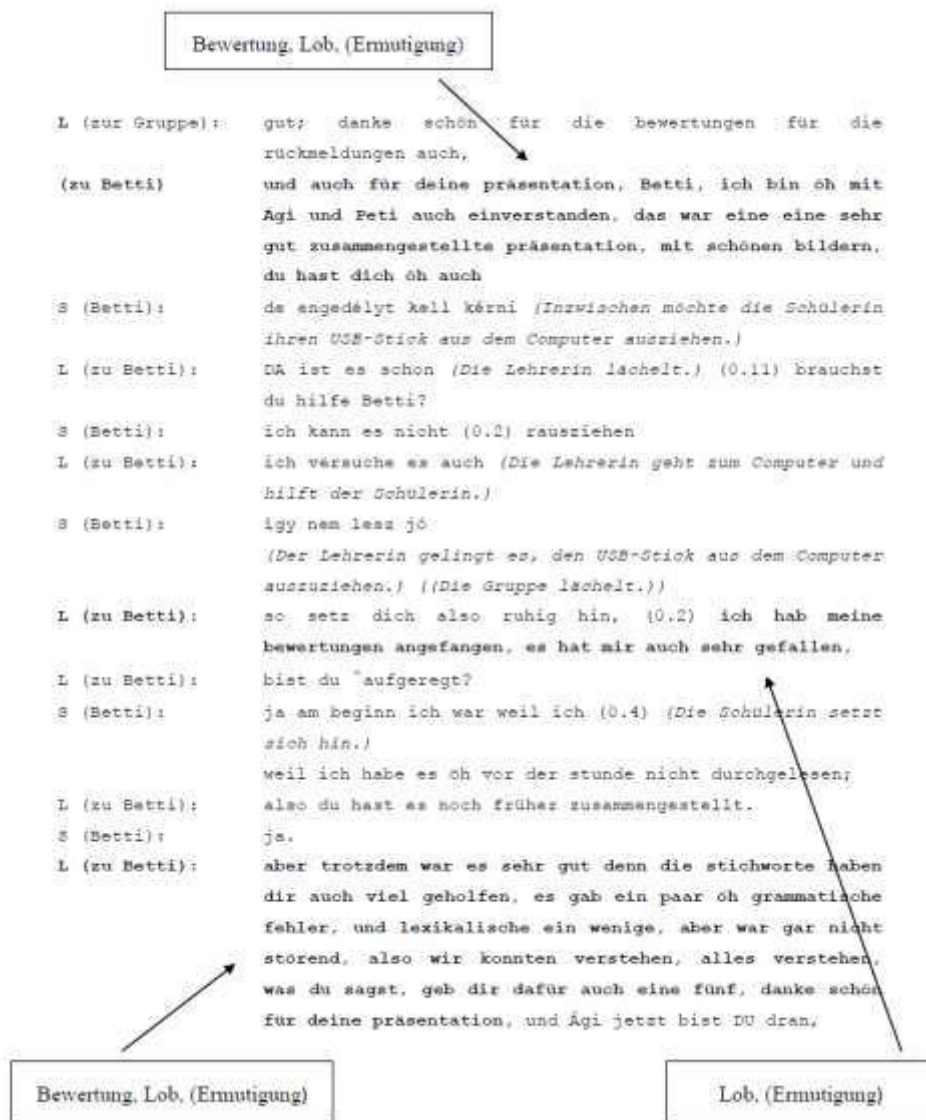 Bewertung, Lob, (Ermutigung)
L (zur Gruppe): gut; danke schön für die bewertungen für die
rückmeldungen auch,
(zu Betti) und auch für deine präsentation, Betti, ich bin öh mit
Agi und Peti auch einverstanden, das war eine eine sehr
gut zusammengestellte präsentation, mit schönen bildern,
du hast dich öh auch
S (Betti): de engedélyt kell kérni (Inzwischen möchte die Schülerin
ihren USB-Stick aus dem Computer ausziehen.)
L (zu Betti): DA ist es schon (Die Lehrerin lächelt.) (0.11) brauchst
du hilfe Betti?
S (Betti): ich kann es nicht (0.2) rausziehen
L (zu Betti): ich versuche es auch (Die Lehrerin geht zum Computer und
hilft der Schülerin.)
S (Betti): így nem lesz jó
(Der Lehrerin gelingt es, den USB-Stick aus dem Computer
auszuziehen.) ((Die Gruppe lächelt.))
L (zu Betti): so setz dich also ruhig hin, (0.2) ich hab meine
bewertungen angefangen, es hat mir auch sehr gefallen,
L (zu Betti): bist du aufgeregt?
S (Betti): ja am beginn ich war weil ich (0.4) (Die Schülerin setzt
sich hin.)
weil ich habe es öh vor der stunde nicht durchgelesen;
L (zu Betti): also du hast es noch früher zusammengestellt.
S (Betti): ja.
L (zu Betti): aber trotzdem war es sehr gut denn die stichworte haben
dir auch viel geholfen, es gab ein paar öh grammatische
fehler, und lexikalische ein wenige, aber war gar nicht
störend, also wir konnten verstehen, alles verstehen,
was du sagst, geb dir dafür auch eine fünf, danke schön
für deine präsentation, und Ági jetzt bist DU dran,
Bewertung, Lob, (Ermutigung)
Lob, (Ermutigung)